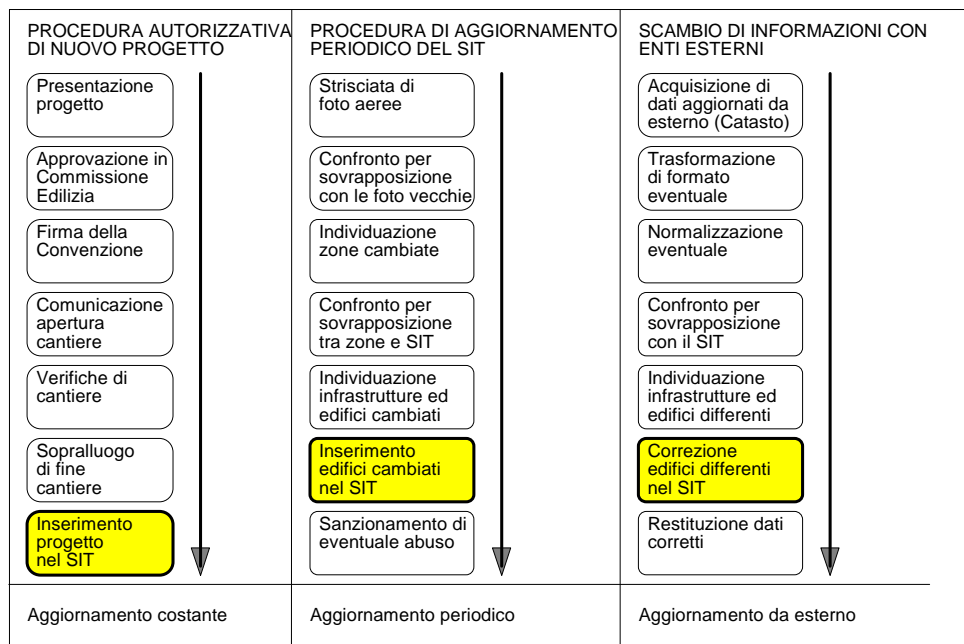 PROCEDURA AUTORIZZATIVA
DI NUOVO PROGETTO
Presentazione
progetto
Approvazione in
Commissione
Edilizia
Firma della
Convenzione
Comunicazione
apertura
cantiere
Verifiche di
cantiere
Sopralluogo
di fine
cantiere
Inserimento
progetto
nel SIT
Aggiornamento costante
PROCEDURA DI AGGIORNAMENTO
PERIODICO DEL SIT
Strisciata di
foto aeree
Confronto per
sovrapposizione
con le foto vecchie
Individuazione
zone cambiate
Confronto per
sovrapposizione
tra zone e SIT
Individuazione
infrastrutture ed
edifici cambiati
Inserimento
edifici cambiati
nel SIT
Sanzionamento di
eventuale abuso
Aggiornamento periodico
SCAMBIO DI INFORMAZIONI CON
ENTI ESTERNI
Acquisizione di
dati aggiornati da
esterno (Catasto)
Trasformazione
di formato
eventuale
Normalizzazione
eventuale
Confronto per
sovrapposizione
con il SIT
Individuazione
infrastrutture ed
edifici differenti
Correzione
edifici differenti
nel SIT
Restituzione dati
corretti
Aggiornamento da esterno